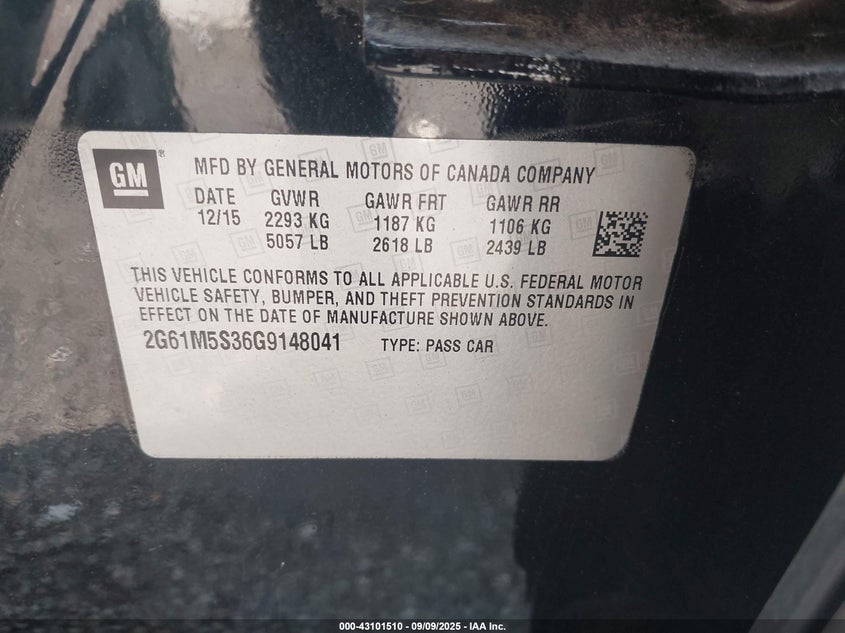 GM ® MFD BY GENERAL MOTORS OF CANADA COMPANY
DATE GVWR GAWR FRT GAWR RR
12/15 2293 KG 1187 KG 1106 KG
5057 LB 2618 LB 2439 LB
THIS VEHICLE CONFORMS TO ALL APPLICABLE U.S. FEDERAL MOTOR
VEHICLE SAFETY, BUMPER, AND THEFT PREVENTION STANDARDS IN
EFFECT ON THE DATE OF MANUFACTURE SHOWN ABOVE.
2G61M5S36G9148041 TYPE: PASS CAR
000-43101510 - 09/09/2025 - IAA Inc.